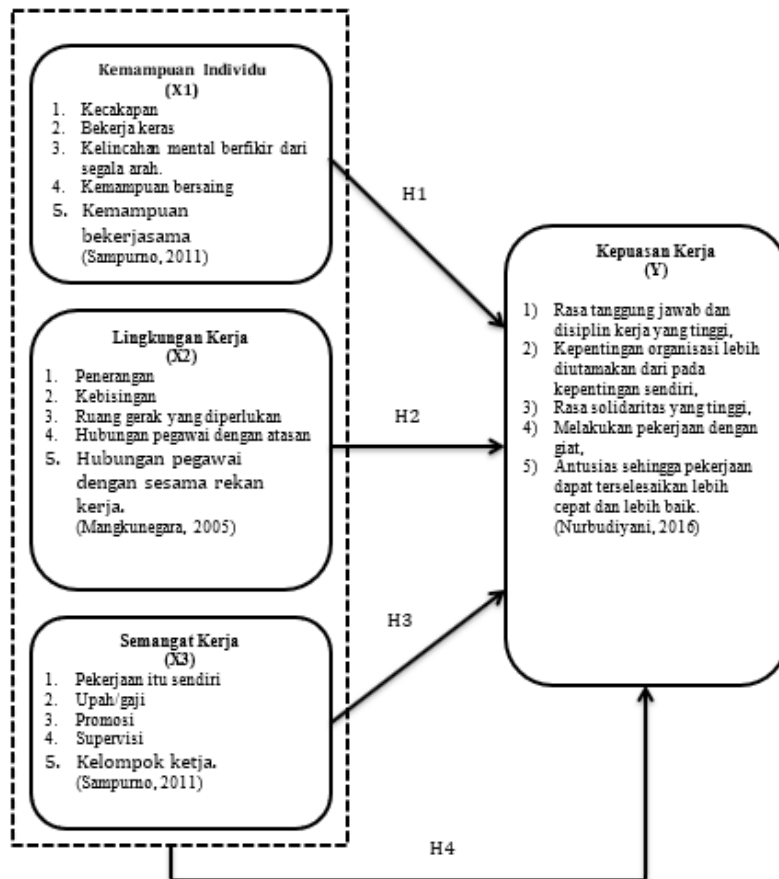 Kemampuan Individu
(X1)
1. Kecakapan
2. Bekerja keras
3. Kelincahan mental berfikir dari
segala arah.
4. Kemampuan bersaing
5. Kemampuan
bekerjasama
(Sampurno, 2011)
Lingkungan Kerja
(X2)
1. Penerangan
2. Kebisingan
3. Ruang gerak yang diperlukan
4. Hubungan pegawai dengan atasan
5. Hubungan pegawai
dengan sesama rekan
kerja.
(Mangkunegara, 2005)
Semangat Kerja
(X3)
1. Pekerjaan itu sendiri
2. Upah/gaji
3. Promosi
4. Supervisi
5. Kelompok ketja.
(Sampurno, 2011)
H1
H2
H3
H4
Kepuasan Kerja
(Y)
1) Rasa tanggung jawab dan
disiplin kerja yang tinggi,
2) Kepentingan organisasi lebih
diutamakan dari pada
kepentingan sendiri,
3) Rasa solidaritas yang tinggi,
4) Melakukan pekerjaan dengan
giat,
5) Antusias sehingga pekerjaan
dapat terselesaikan lebih
cepat dan lebih baik.
(Nurbudiyani, 2016)